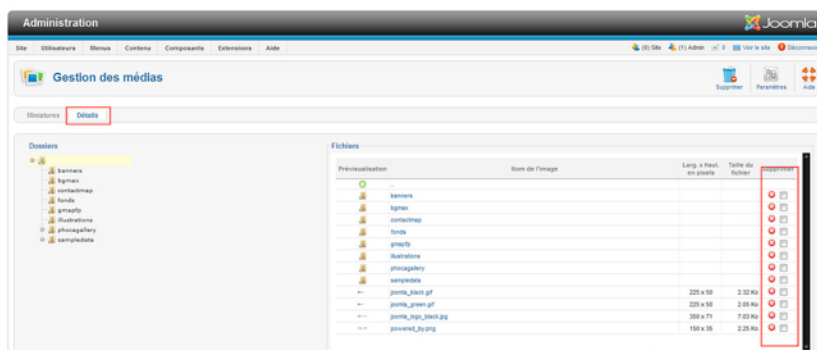 Administration
Joomla
Site Utilisateurs Menus Contenu Composants Extensions Aide
(0) Site (1) Admin 0 Voir le site Déconnexi
Gestion des médias
Supprimer Paramètres Aide
Miniatures Détails
Dossiers
banners
bgmax
contactmap
fonds
gmapfp
illustrations
phocagallery
sampledata
Fichiers
Prévisualisation Nom de l'image Larg. x Haut. en pixels Taille du fichier Supprimer
..
banners
bgmax
contactmap
fonds
gmapfp
illustrations
phocagallery
sampledata
joomla_black.gif 225 x 50 2.32 Ko
joomla_green.gif 225 x 50 2.05 Ko
joomla_logo_black.jpg 350 x 71 7.03 Ko
powered_by.png 150 x 35 2.25 Ko